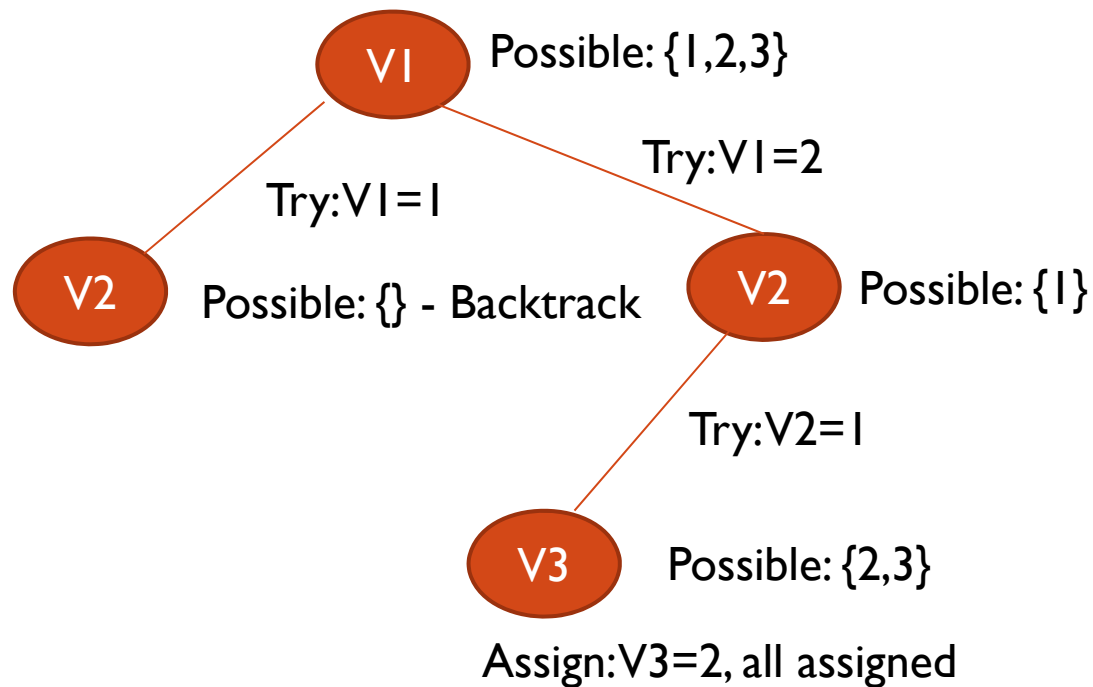 V1 Possible: {1,2,3}
Try: V1=2
Try: V1=1
V2 Possible: {} - Backtrack
V2 Possible: {1}
Try: V2=1
V3 Possible: {2,3}
Assign: V3=2, all assigned